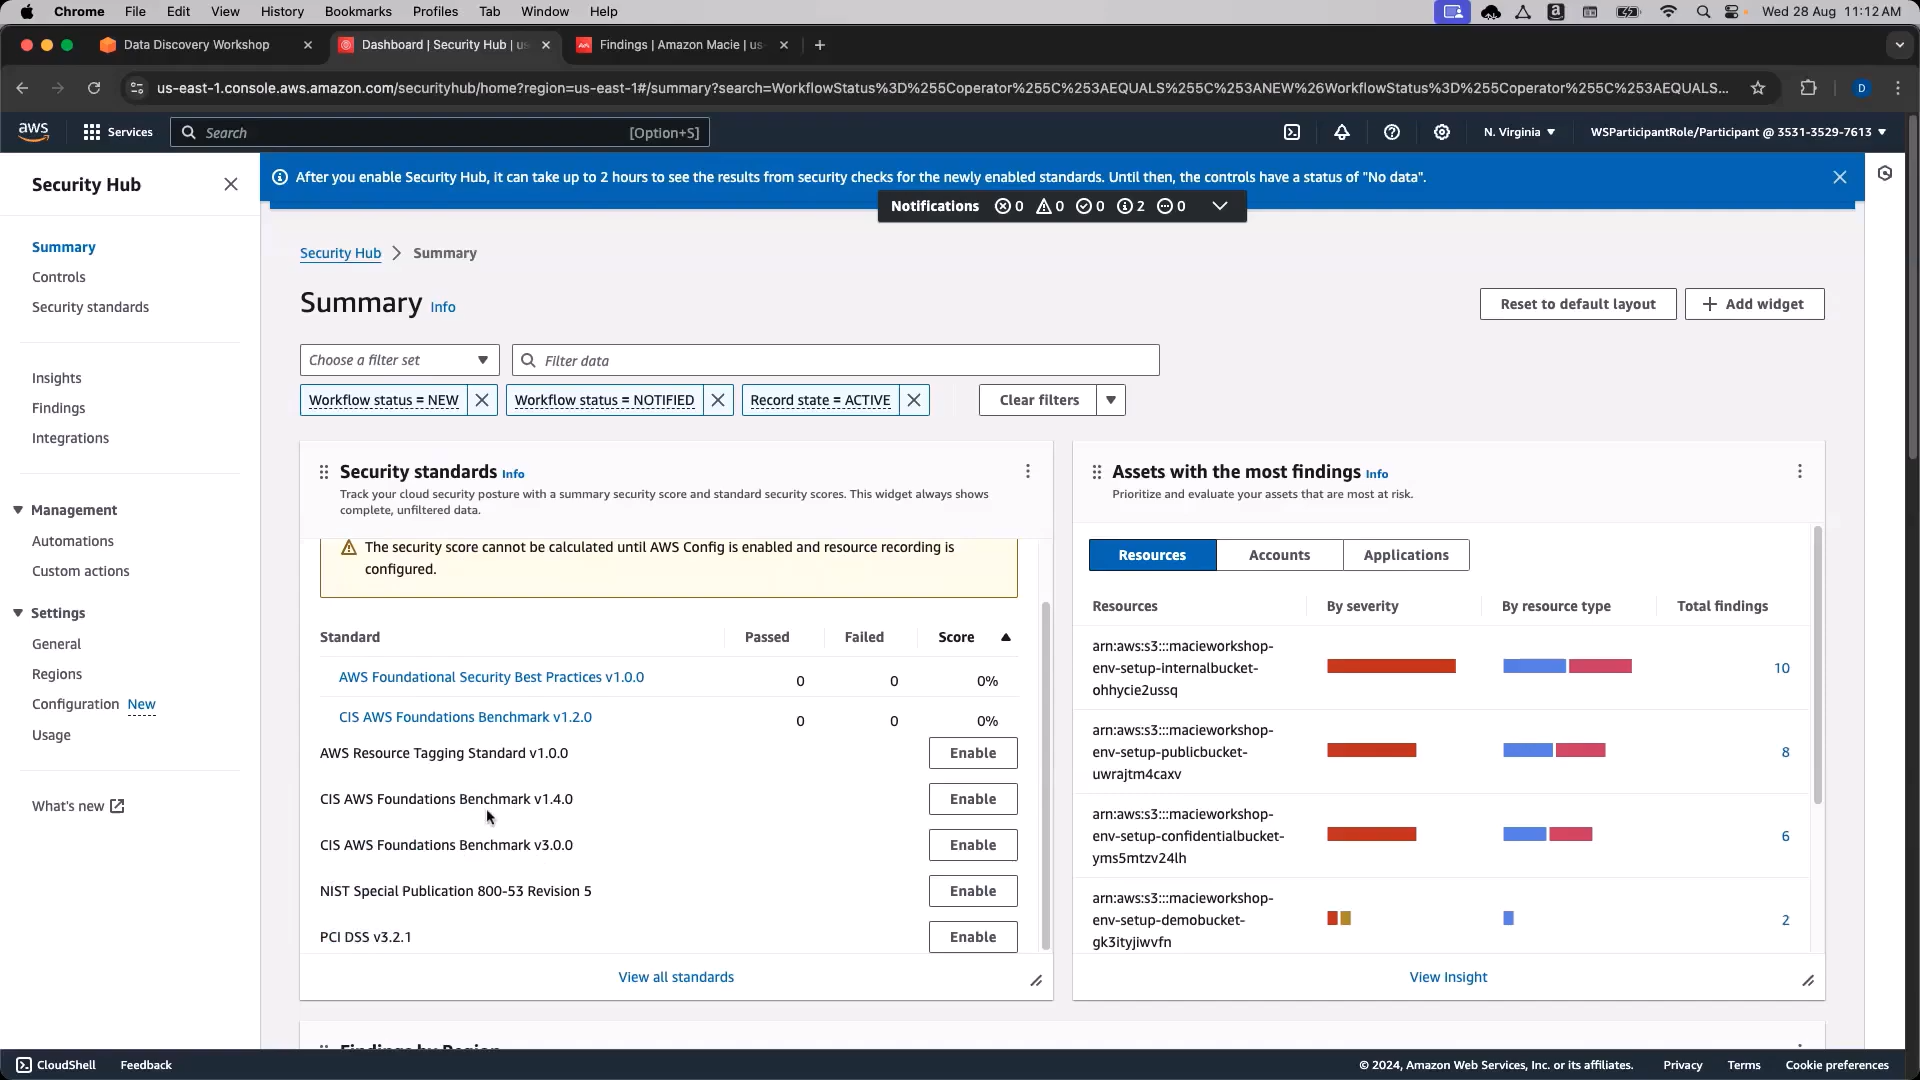 Chrome File Edit View History Bookmarks Profiles Tab Window Help Wed 28 Aug 11:12 AM
Data Discovery Workshop
Dashboard | Security Hub | us
Findings | Amazon Macie | us-
us-east-1.console.aws.amazon.com/securityhub/home?region=us-east-1#/summary?search=WorkflowStatus%3D%255Coperator%255C%253AEQUALS%255C%253ANEW%26WorkflowStatus%3D%255Coperator%255C%253AEQUALS...
D
aws Services Search [Option+S] N. Virginia WSParticipantRole/Participant @ 3531-3529-7613
Security Hub
Summary
Controls
Security standards
Insights
Findings
Integrations
Management
Automations
Custom actions
Settings
General
Regions
Configuration New
Usage
What's new
After you enable Security Hub, it can take up to 2 hours to see the results from security checks for the newly enabled standards. Until then, the controls have a status of "No data".
Notifications 0 0 0 2 0
Security Hub Summary
Summary Info
Reset to default layout
Add widget
Choose a filter set
Filter data
Workflow status = NEW
Workflow status = NOTIFIED
Record state = ACTIVE
Clear filters
Security standards Info
Track your cloud security posture with a summary security score and standard security scores. This widget always shows
complete, unfiltered data.
The security score cannot be calculated until AWS Config is enabled and resource recording is
configured.
Standard Passed Failed Score
AWS Foundational Security Best Practices v1.0.0 0 0 0%
CIS AWS Foundations Benchmark v1.2.0 0 0 0%
AWS Resource Tagging Standard v1.0.0 Enable
CIS AWS Foundations Benchmark v1.4.0 Enable
CIS AWS Foundations Benchmark v3.0.0 Enable
NIST Special Publication 800-53 Revision 5 Enable
PCI DSS v3.2.1 Enable
View all standards
Assets with the most findings Info
Prioritize and evaluate your assets that are most at risk.
Resources Accounts Applications
Resources By severity By resource type Total findings
arn:aws:s3:::macieworkshop-
env-setup-internalbucket- 10
ohhycie2ussq
arn:aws:s3:::macieworkshop-
env-setup-publicbucket- 8
uwrajtm4caxv
arn:aws:s3:::macieworkshop-
env-setup-confidentialbucket- 6
yms5mtzv24lh
arn:aws:s3:::macieworkshop-
env-setup-demobucket- 2
gk3ityjiwvfn
View Insight
Findings by Region
CloudShell Feedback © 2024, Amazon Web Services, Inc. or its affiliates. Privacy Terms Cookie preferences